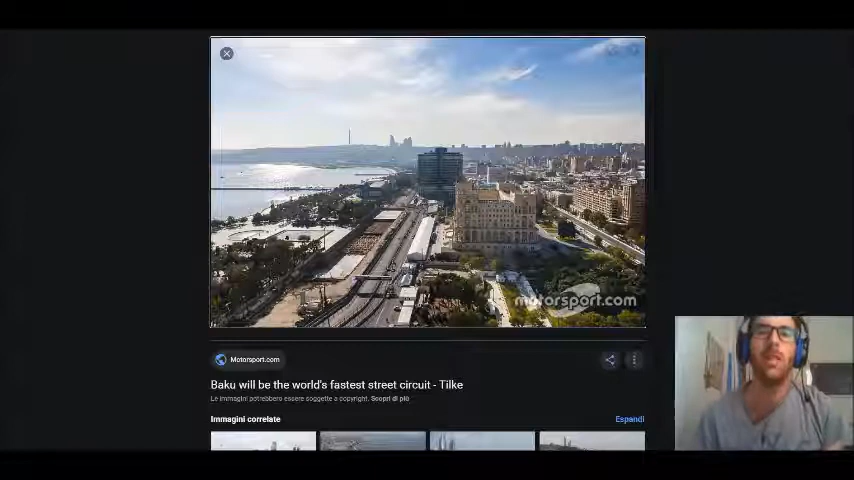 motorsport.com
Motorsport.com
Baku will be the world's fastest street circuit - Tilke
Le immagini potrebbero essere soggette a copyright. Scopri di più
Immagini correlate
Espandi